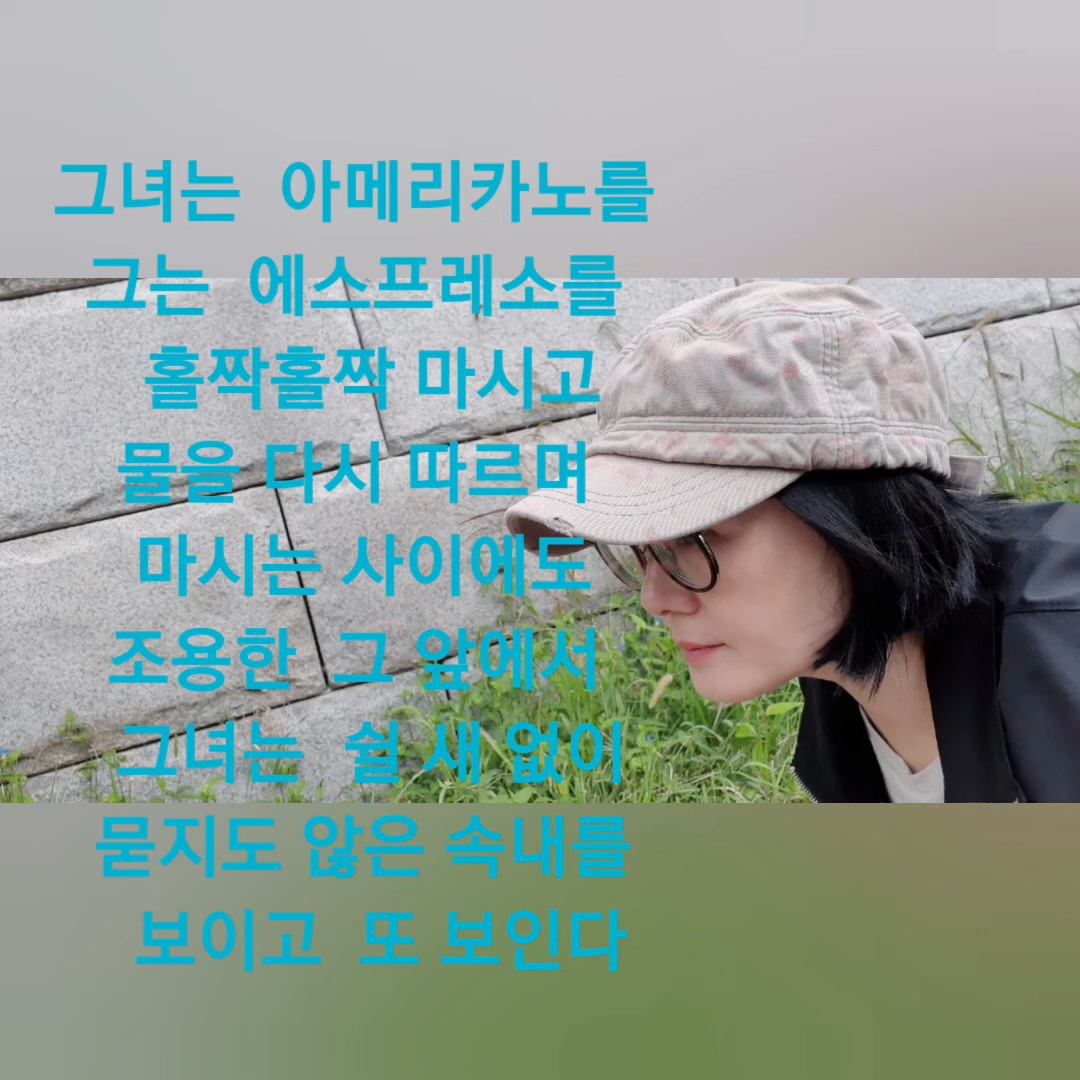 그녀는 아메리카노를
그는 에스프레소를
홀짝홀짝 마시고
물을 다시 따르며
마시는 사이에도
조용한 그 앞에서
그녀는 쉴 새 없이
묻지도 않은 속내를
보이고 또 보인다